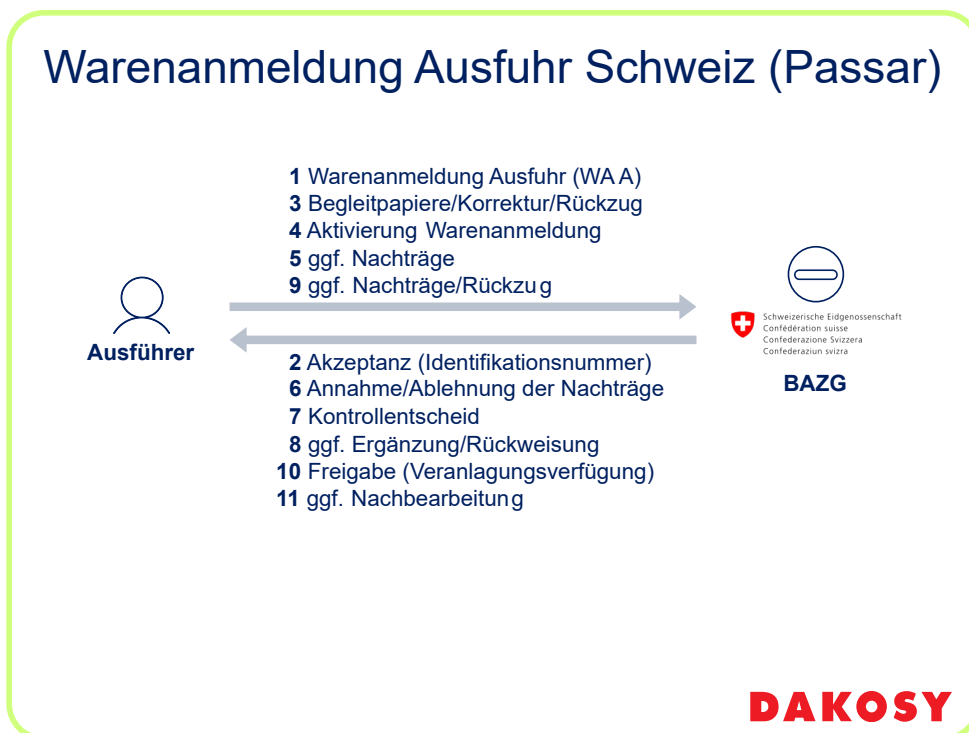 Warenanmeldung Ausfuhr Schweiz (Passar)
1 Warenanmeldung Ausfuhr (WA A)
3 Begleitpapiere/Korrektur/Rückzug
4 Aktivierung Warenanmeldung
5 ggf. Nachträge
9 ggf. Nachträge/Rückzug
Ausführer
Schweizerische Eidgenossenschaft
Confédération suisse
Confederazione Svizzera
Confederaziun svizra
BAZG
2 Akzeptanz (Identifikationsnummer)
6 Annahme/Ablehnung der Nachträge
7 Kontrollentscheid
8 ggf. Ergänzung/Rückweisung
10 Freigabe (Veranlagungsverfügung)
11 ggf. Nachbearbeitung
DAKOSY